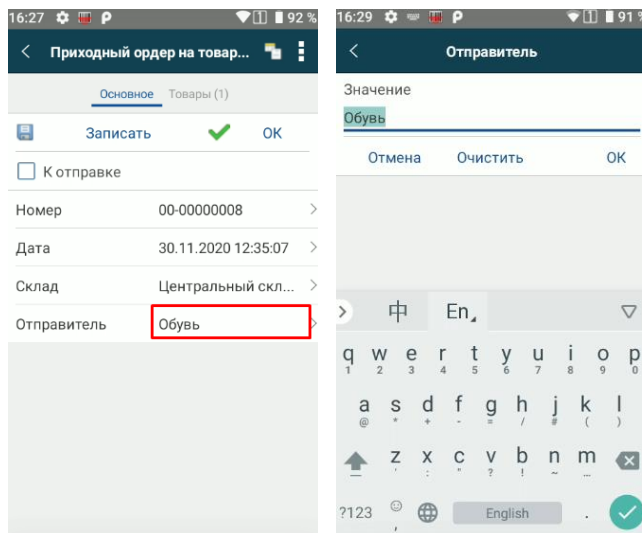 16:27
92 %
Приходный ордер на товар...
Основное Товары (1)
Записать ОК
К отправке
Номер 00-00000008
Дата 30.11.2020 12:35:07
Склад Центральный скл...
Отправитель Обувь
16:29
91 %
Отправитель
Значение
Обувь
Отмена Очистить ОК
中 En
q w e r t y u i o p
1 2 3 4 5 6 7 8 9 0
a s d f g h j k l
@ * + - = / # ( )
z x c v b n m
' : " ? ! ~ ...
?123 , English .